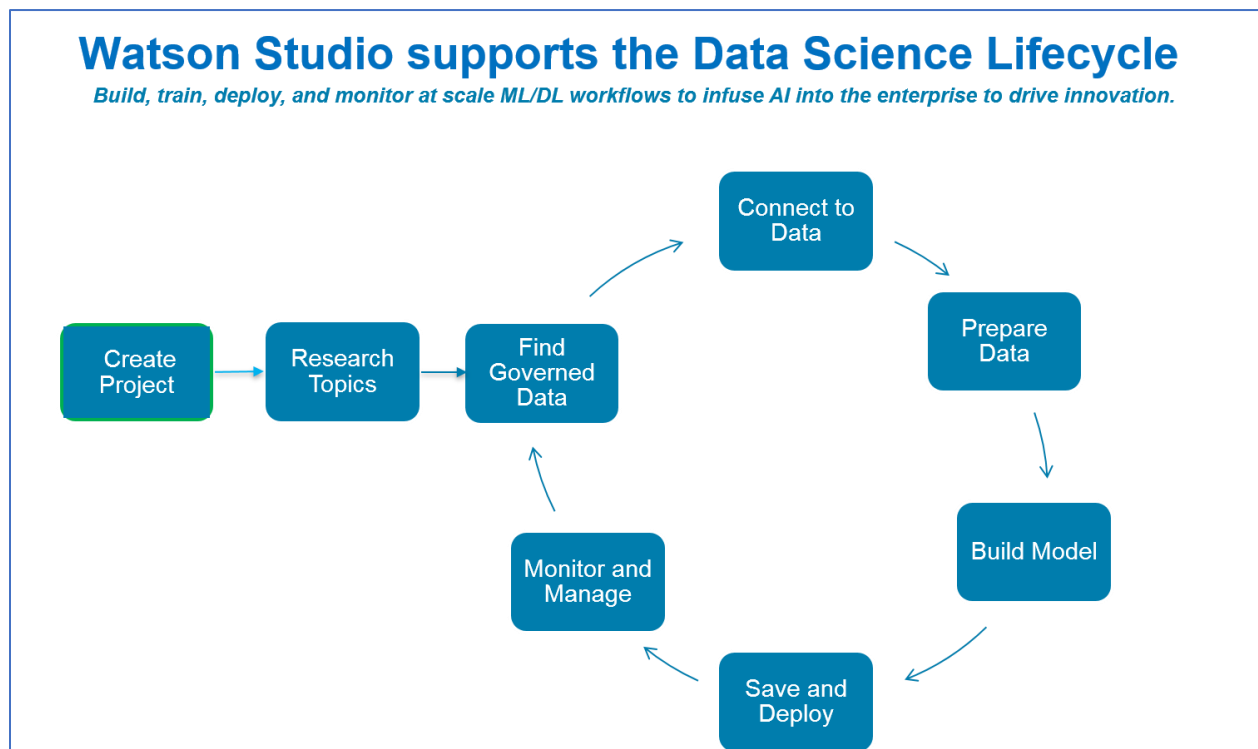 Watson Studio supports the Data Science Lifecycle
Build, train, deploy, and monitor at scale ML/DL workflows to infuse AI into the enterprise to drive innovation.
Create
Project
Research
Topics
Find
Governed
Data
Connect to
Data
Prepare
Data
Build Model
Save and
Deploy
Monitor and
Manage